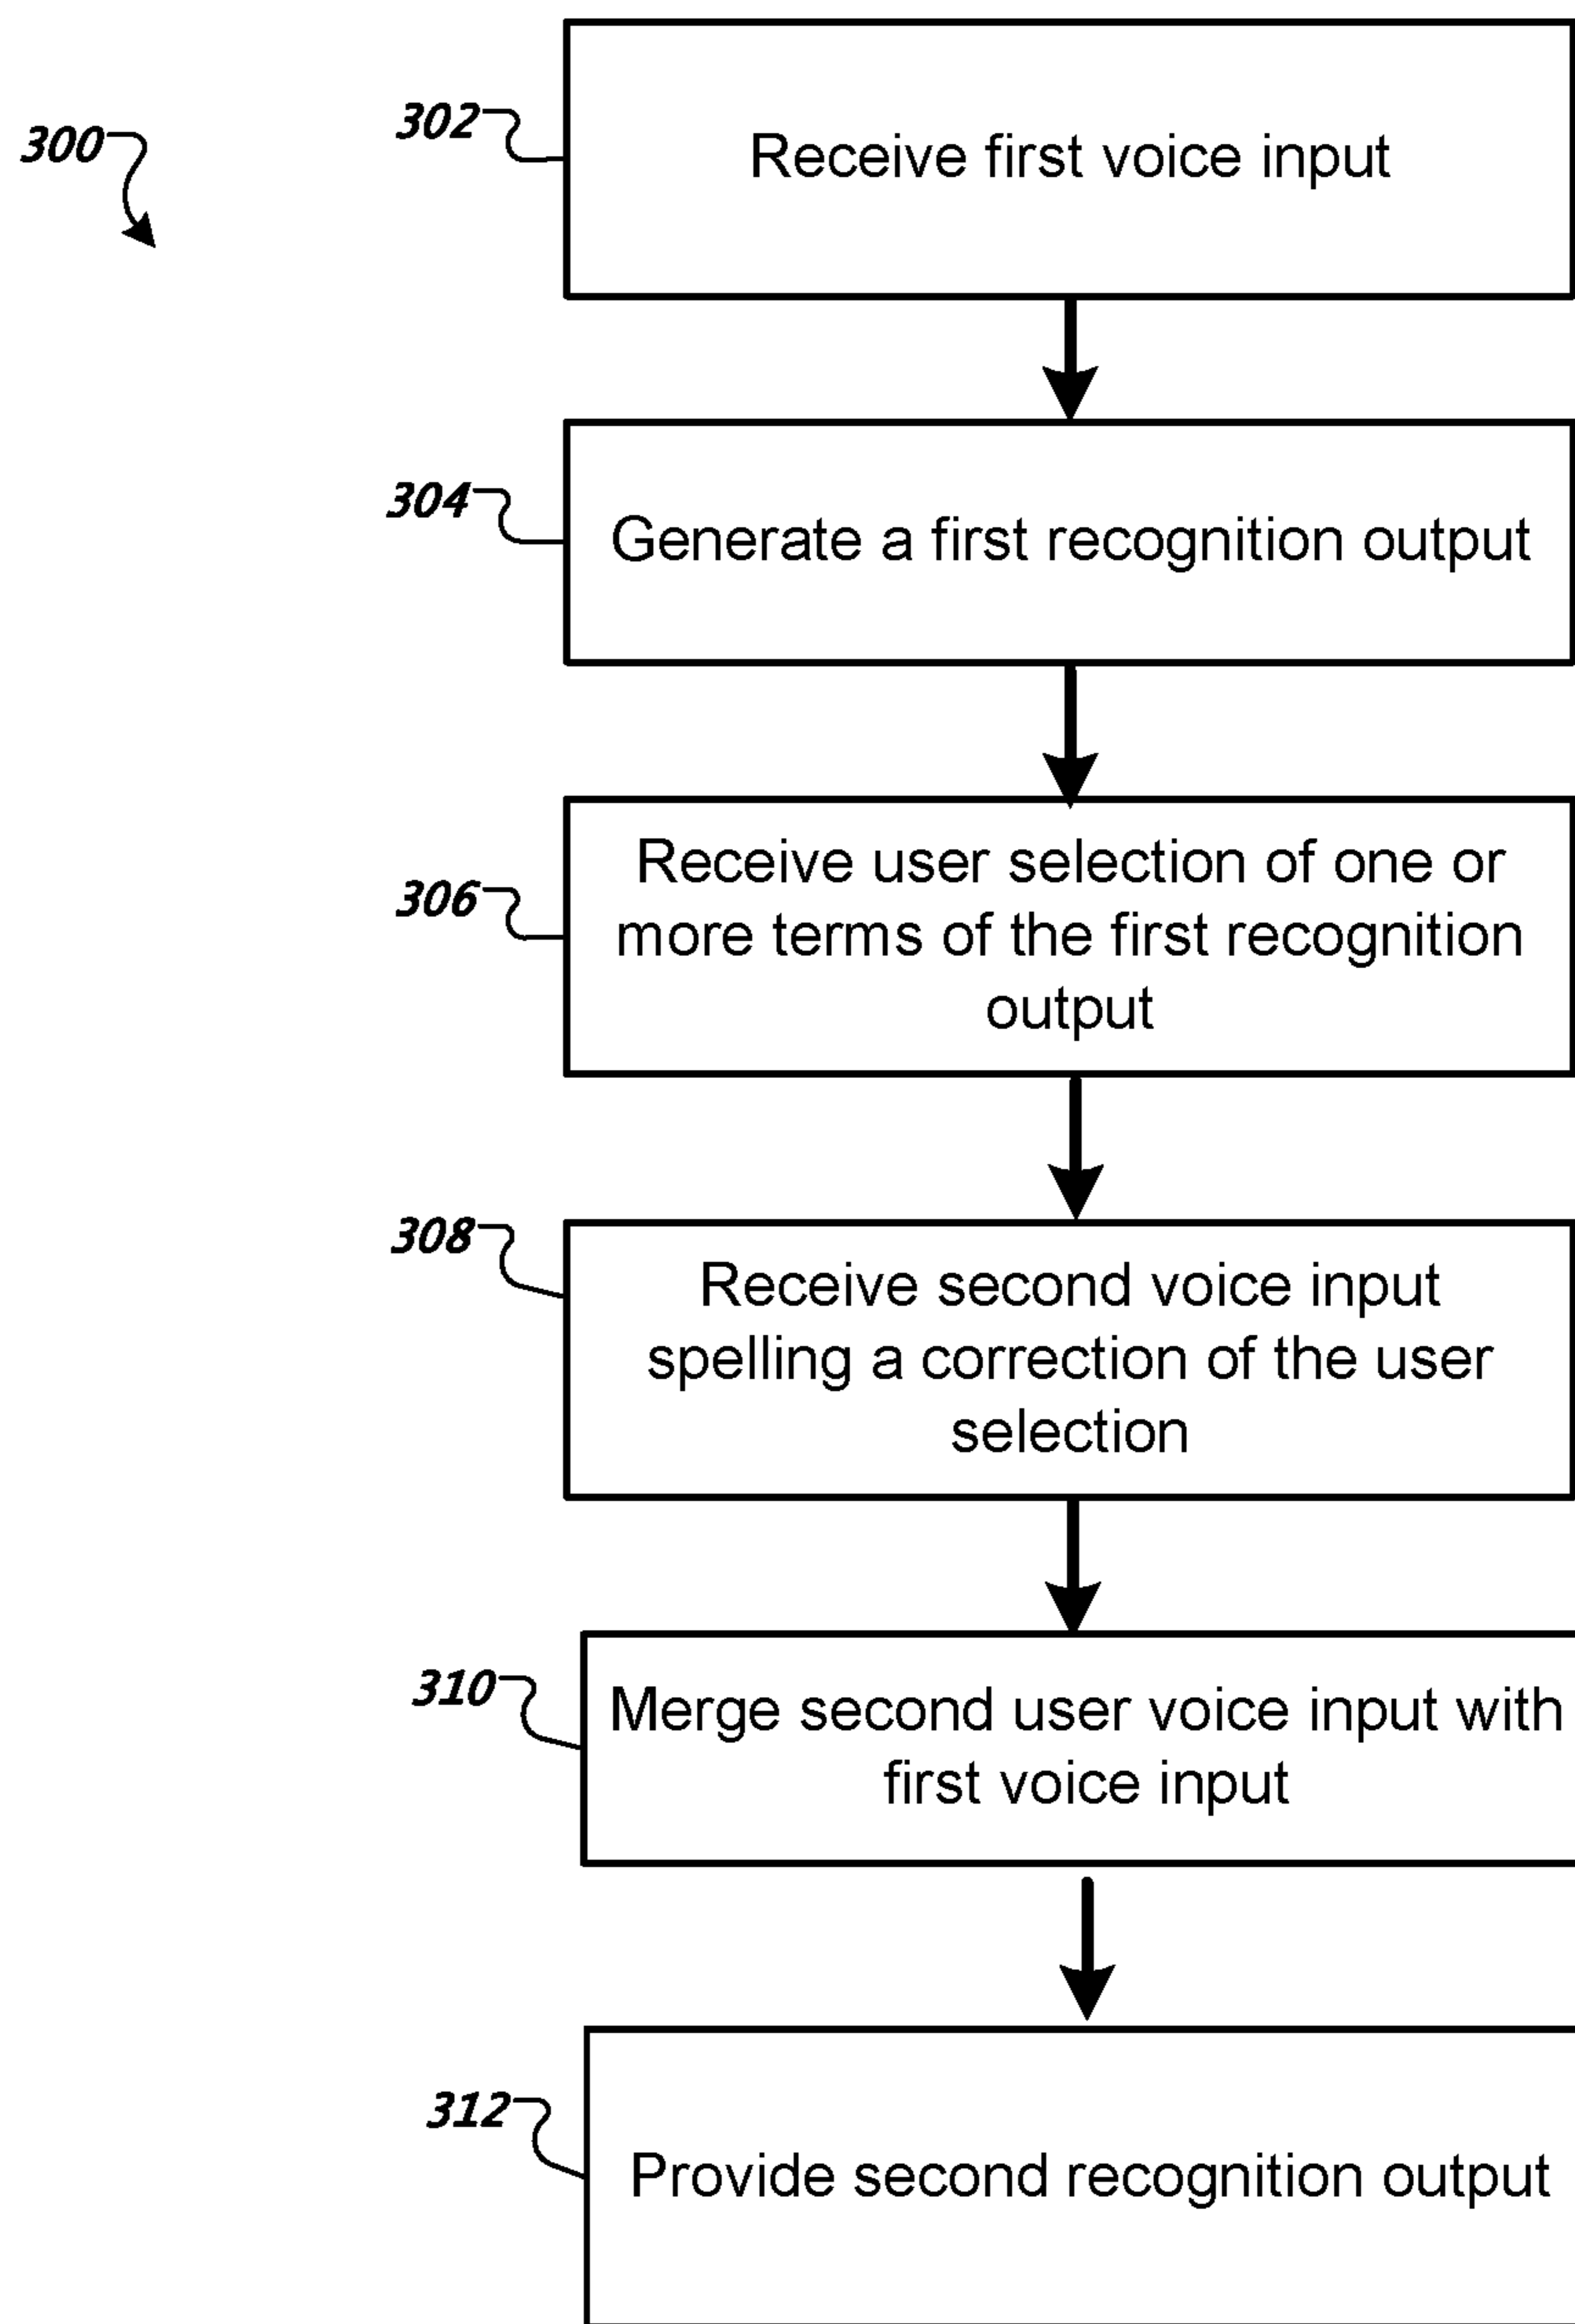 300
302
Receive first voice input
304
Generate a first recognition output
306
Receive user selection of one or
more terms of the first recognition
output
308
Receive second voice input
spelling a correction of the user
selection
310
Merge second user voice input with
first voice input
312
Provide second recognition output